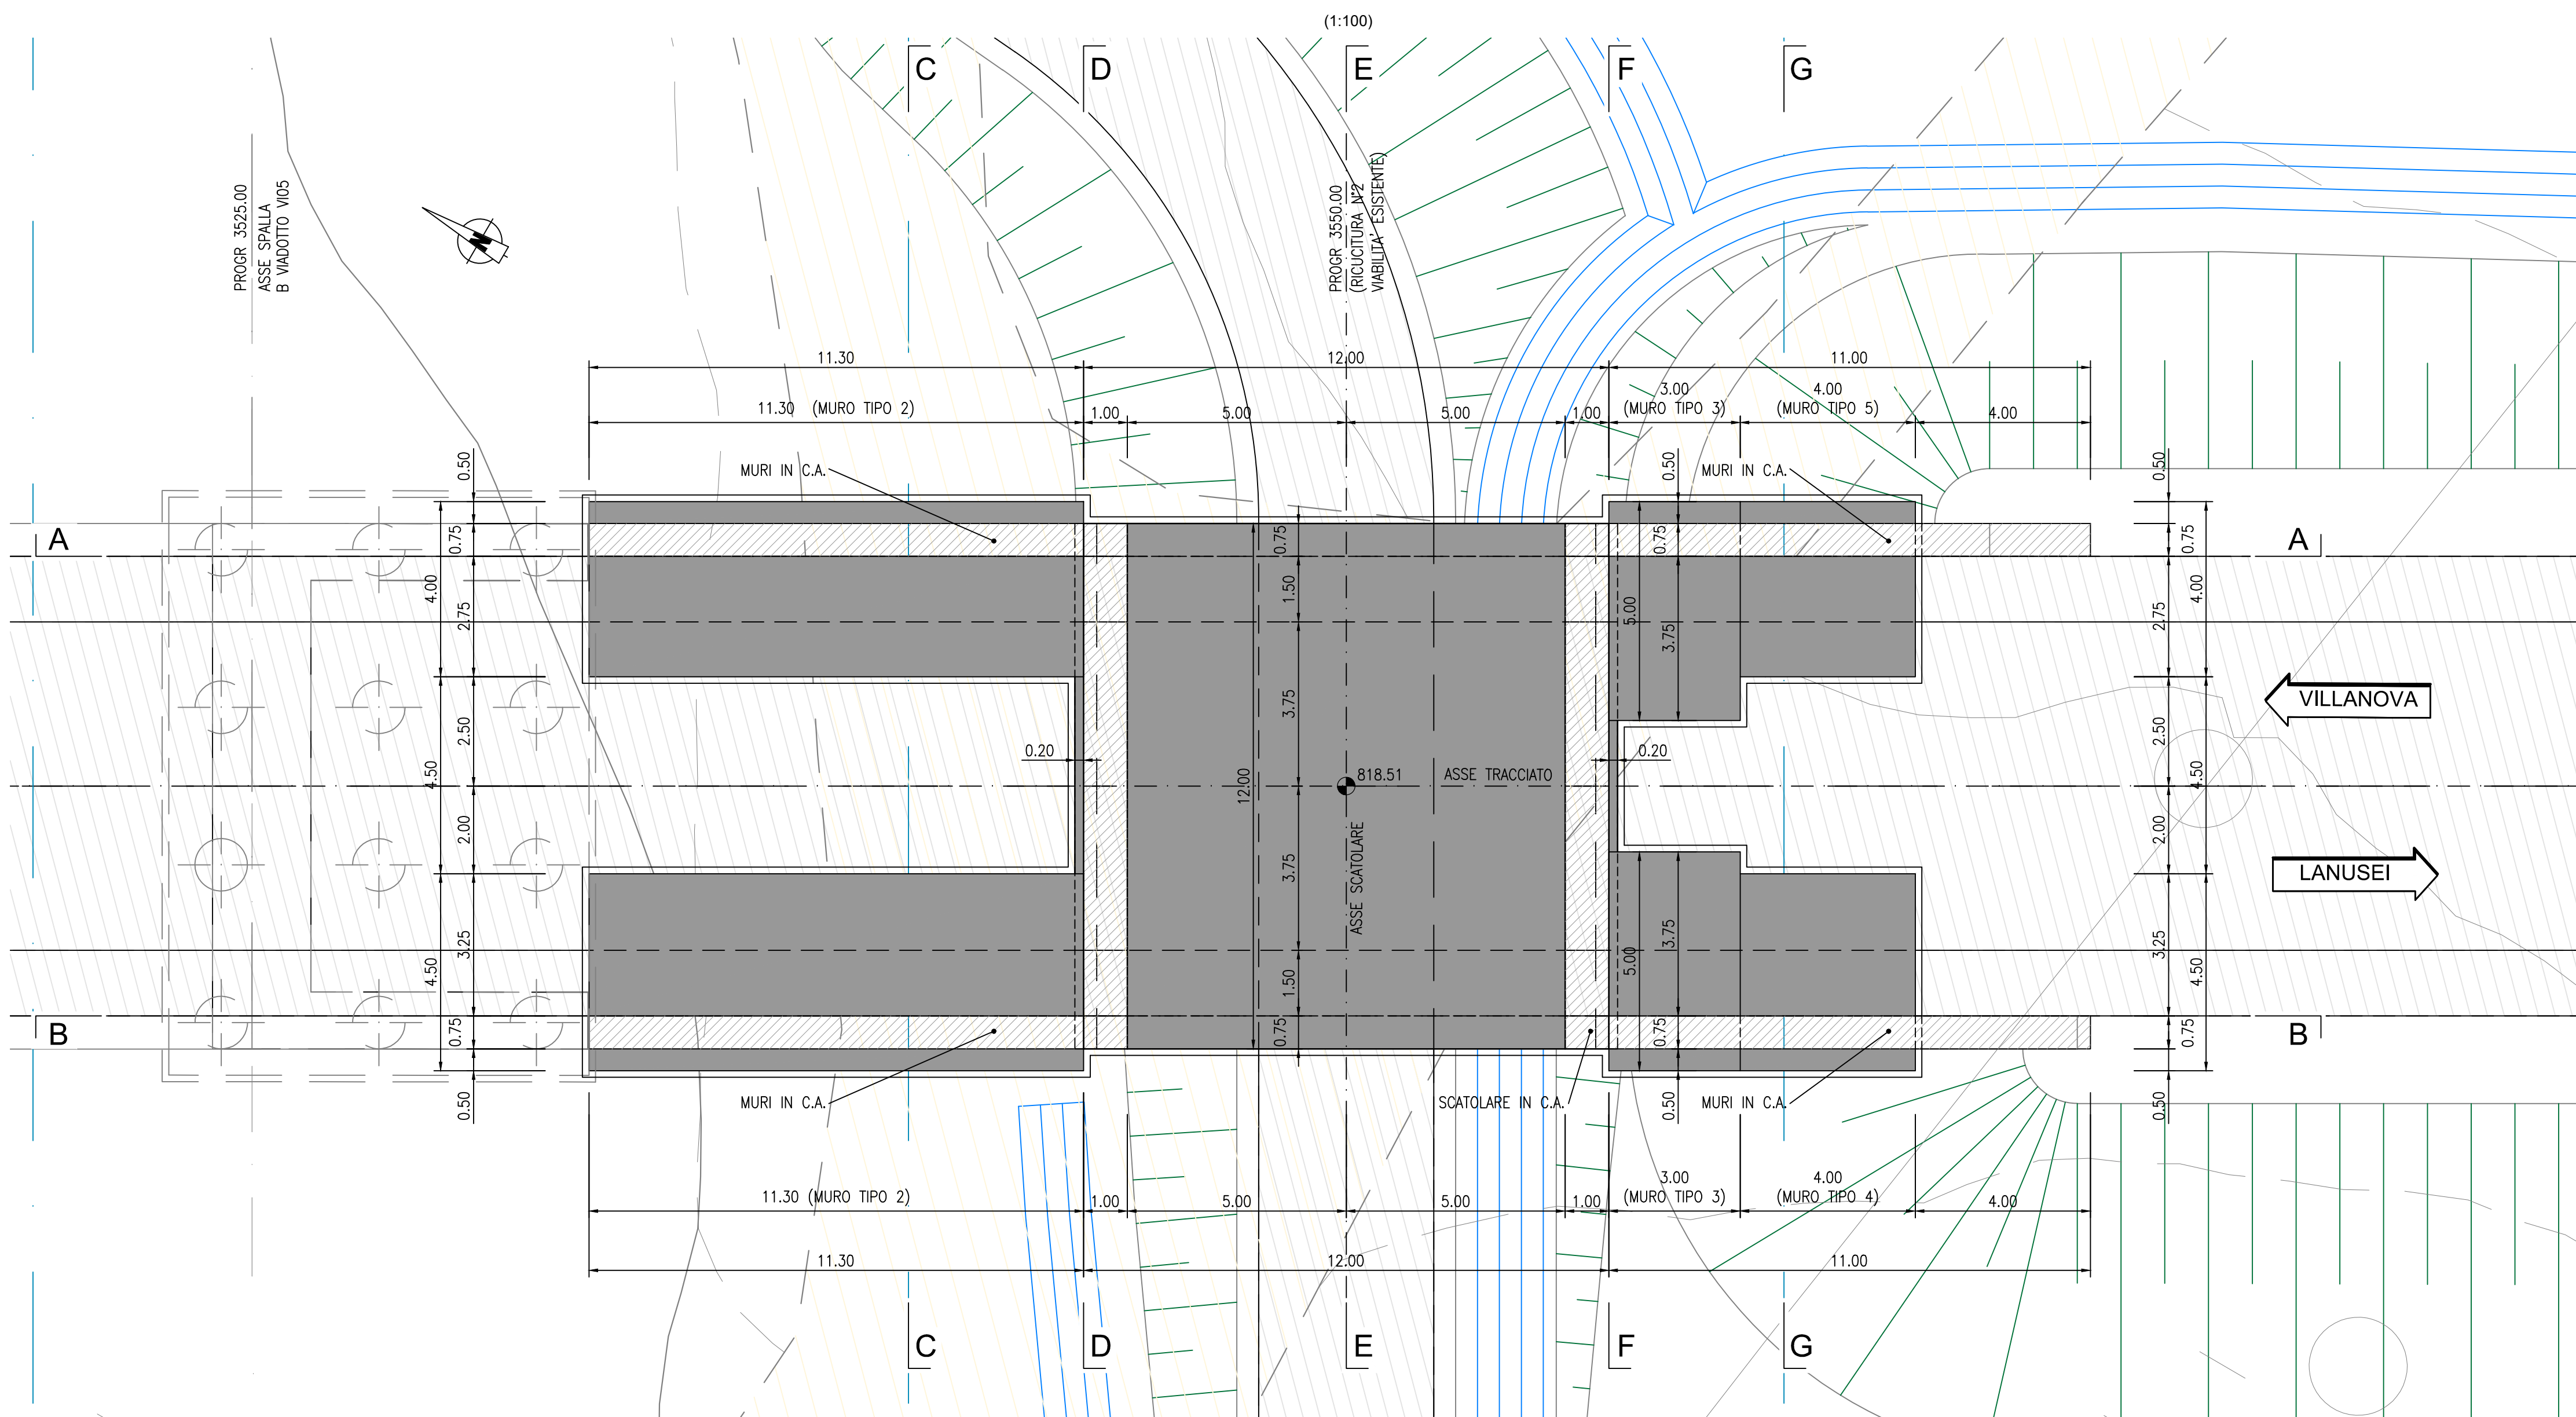 (1:100)
C
D
E
F
G
PROGR 3525.00
ASSE SPALLA
B VIADOTTO VI05
N
PROGR 3550.00
(RICUCITURA N°2
VIABILITA' ESISTENTE)
11.30
12.00
11.00
11.30 (MURO TIPO 2)
1.00
5.00
5.00
1.00
3.00
(MURO TIPO 3)
4.00
(MURO TIPO 5)
4.00
0.50
MURI IN C.A.
0.50
MURI IN C.A.
0.50
A
0.75
0.75
0.75
0.75
A
4.00
2.75
1.50
5.00
3.75
2.75
4.00
VILLANOVA
2.50
3.75
2.50
4.50
0.20
12.00
818.51
ASSE TRACCIATO
0.20
4.50
2.00
3.75
ASSE SCATOLARE
2.00
LANUSEI
3.25
4.50
1.50
5.00
3.75
3.25
4.50
B
0.75
0.75
0.75
0.75
B
0.50
MURI IN C.A.
SCATOLARE IN C.A.
0.50
MURI IN C.A.
0.50
11.30 (MURO TIPO 2)
1.00
5.00
5.00
1.00
3.00
(MURO TIPO 3)
4.00
(MURO TIPO 4)
4.00
11.30
12.00
11.00
C
D
E
F
G